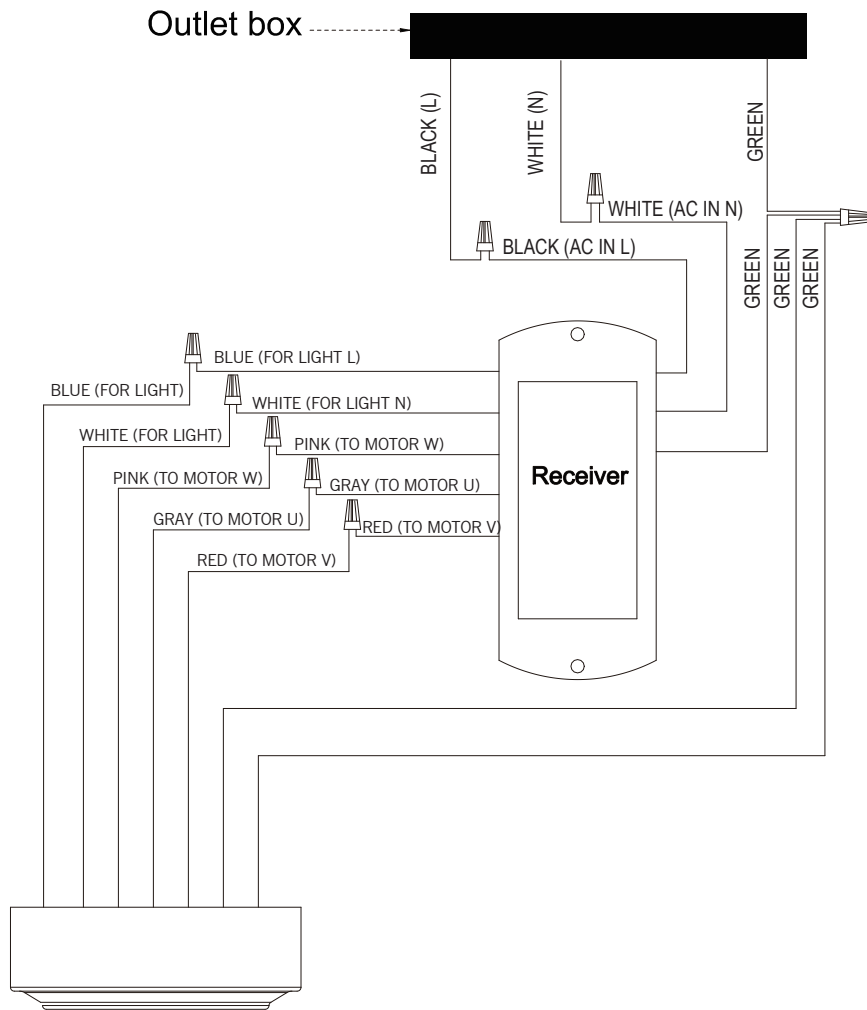 Outlet box
BLACK (L)
WHITE (N)
GREEN
WHITE (AC IN N)
BLACK (AC IN L)
GREEN
GREEN
GREEN
BLUE (FOR LIGHT L)
BLUE (FOR LIGHT)
WHITE (FOR LIGHT N)
WHITE (FOR LIGHT)
PINK (TO MOTOR W)
PINK (TO MOTOR W)
GRAY (TO MOTOR U)
GRAY (TO MOTOR U)
RED (TO MOTOR V)
RED (TO MOTOR V)
Receiver